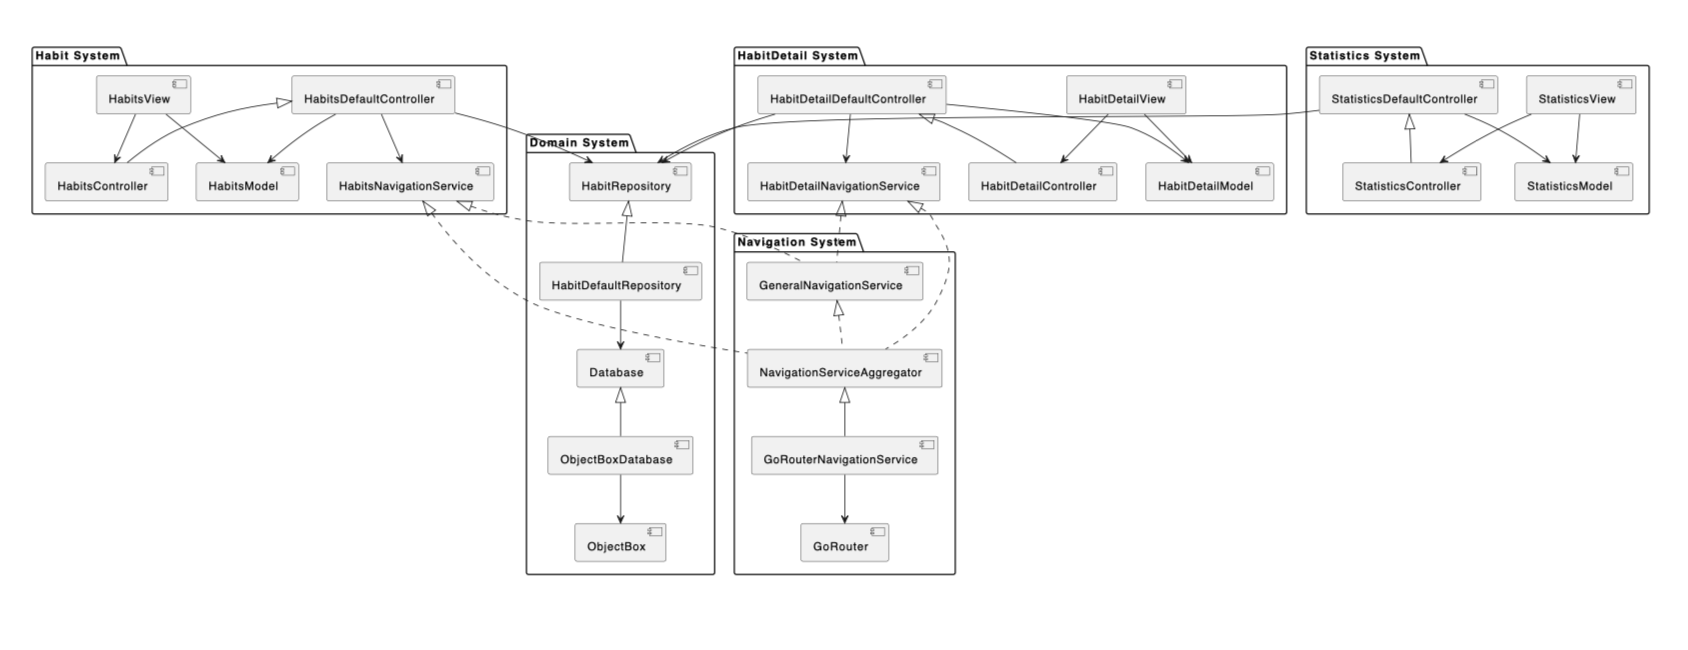 Habit System
HabitsView
HabitsDefaultController
HabitsController
HabitsModel
HabitsNavigationService
Domain System
HabitRepository
HabitDefaultRepository
Database
ObjectBoxDatabase
ObjectBox
HabitDetail System
HabitDetailDefaultController
HabitDetailView
HabitDetailNavigationService
HabitDetailController
HabitDetailModel
Navigation System
GeneralNavigationService
NavigationServiceAggregator
GoRouterNavigationService
GoRouter
Statistics System
StatisticsDefaultController
StatisticsView
StatisticsController
StatisticsModel